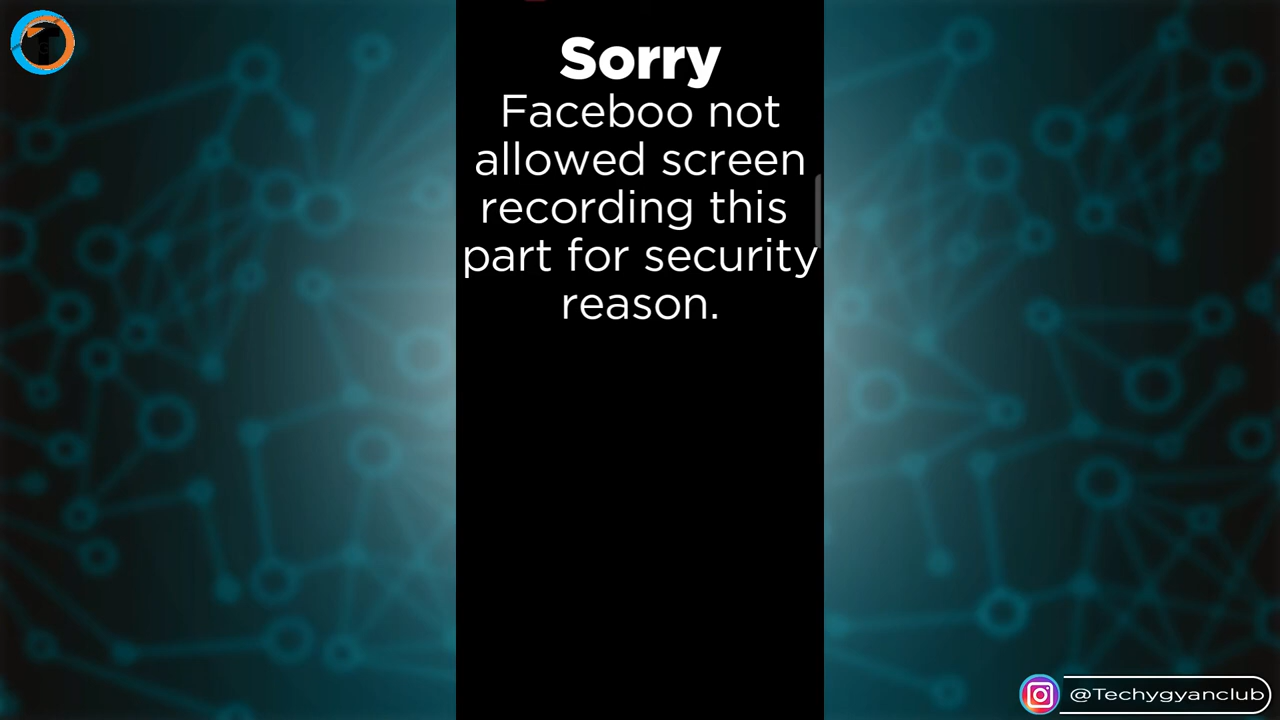 Sorry
Faceboo not
allowed screen
recording this
part for security
reason.
@Techygyanclub